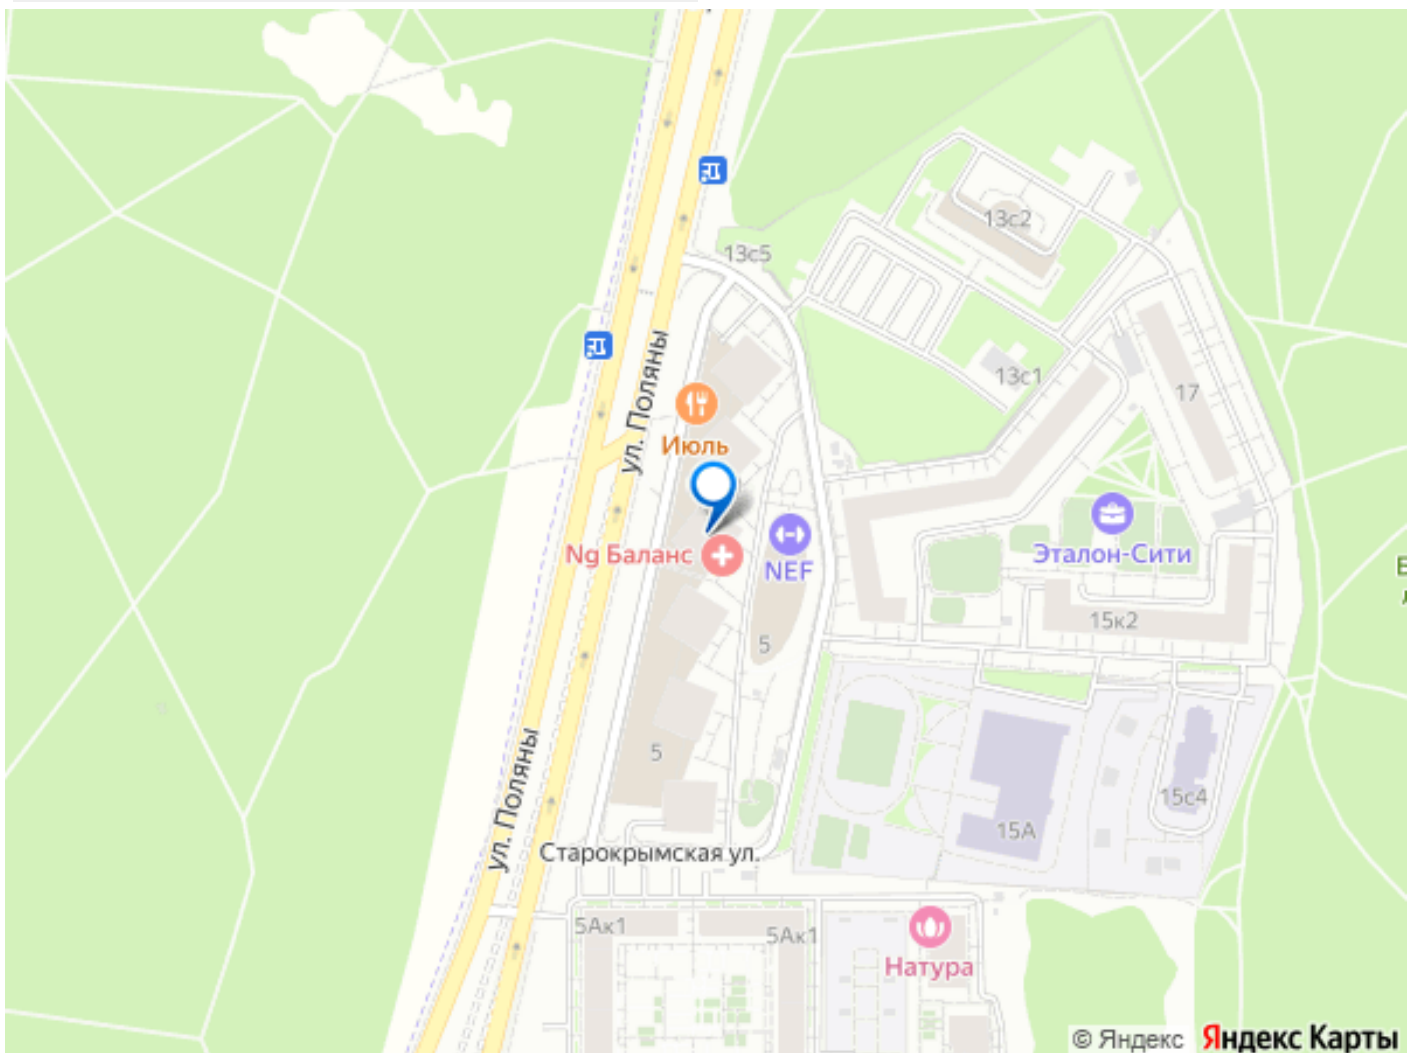 13с2
13с5
ул. Поляны
13с1
17
Июль
Эталон-Сити
Ng Баланс
NEF
15к2
5
5
ул. Поляны
15с4
15А
Старокрымская ул.
5Ак1
5Ак1
Натура
© Яндекс Яндекс Карты